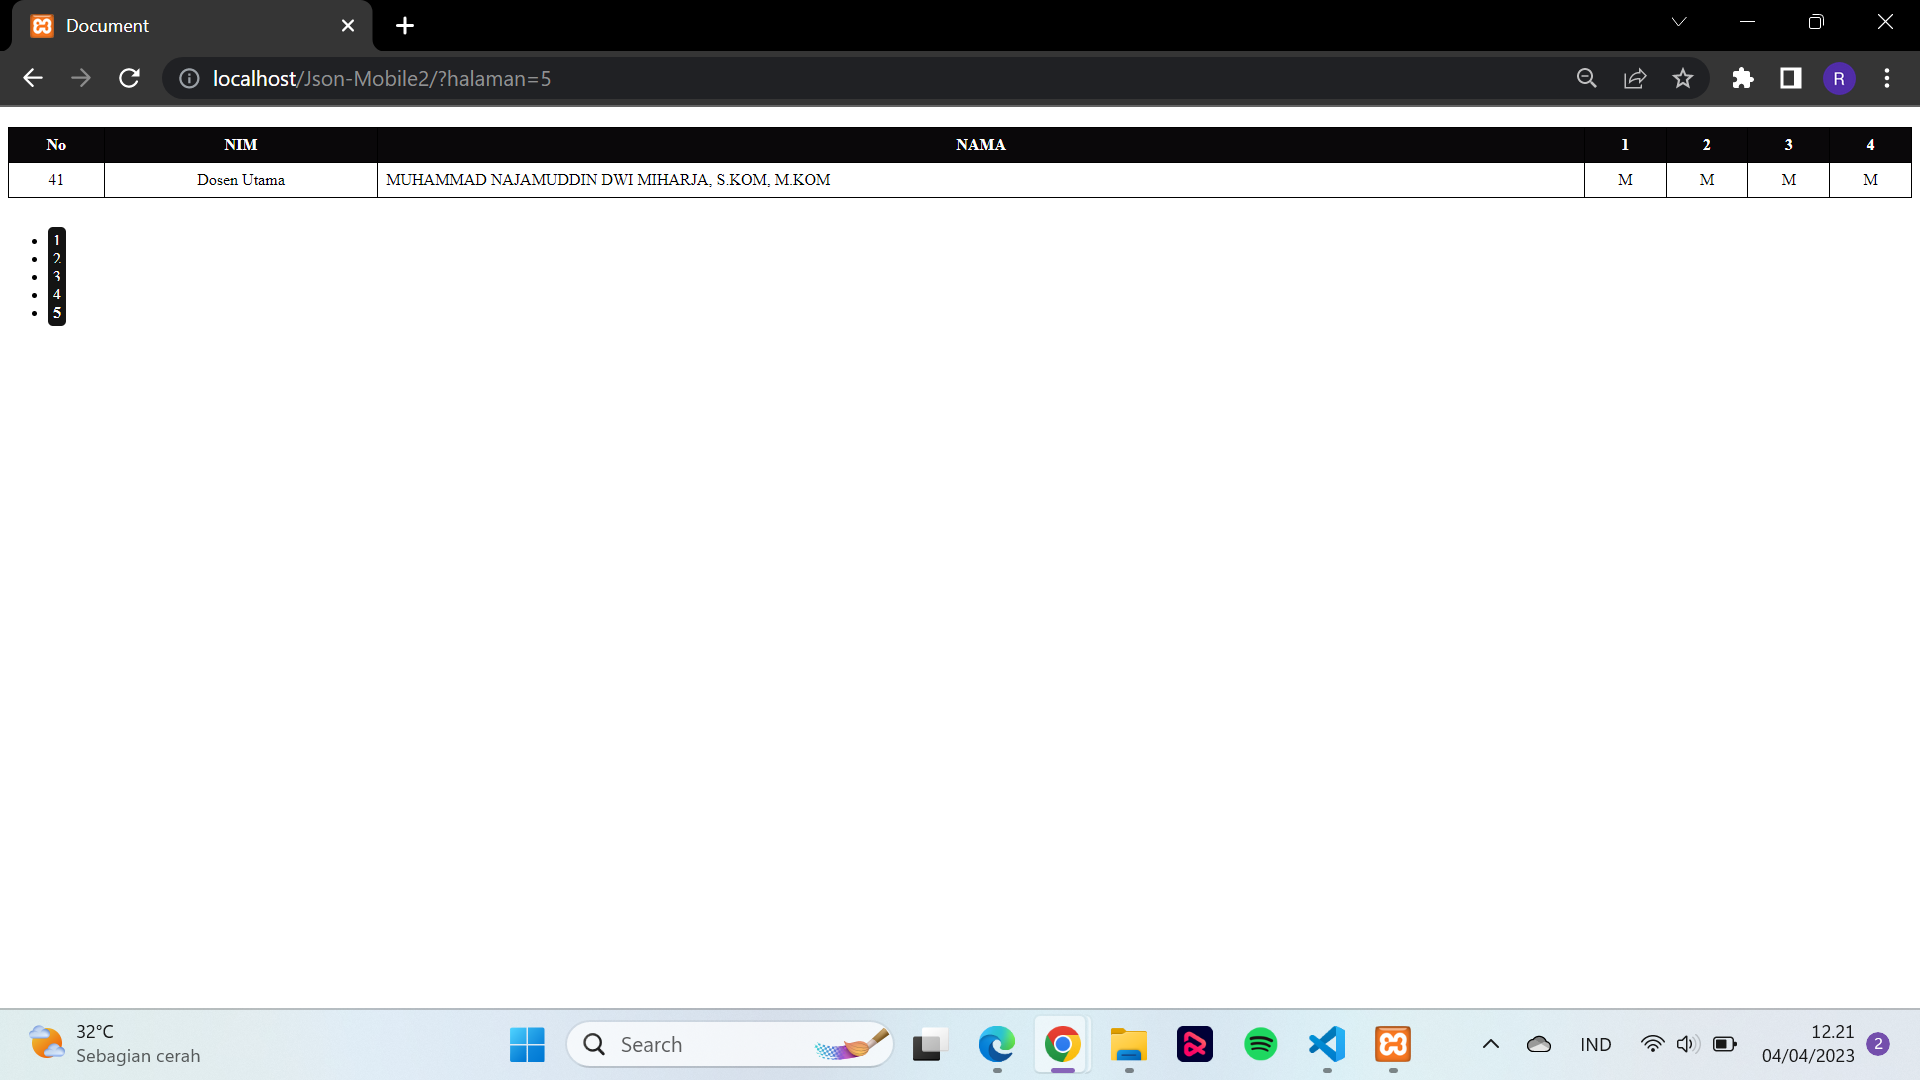 Document
localhost/Json-Mobile2/?halaman=5
R
No NIM NAMA 1 2 3 4
41 Dosen Utama MUHAMMAD NAJAMUDDIN DWI MIHARJA, S.KOM, M.KOM M M M M
1
2
3
4
5
32°C
Sebagian cerah
Search
IND
12.21
04/04/2023
2